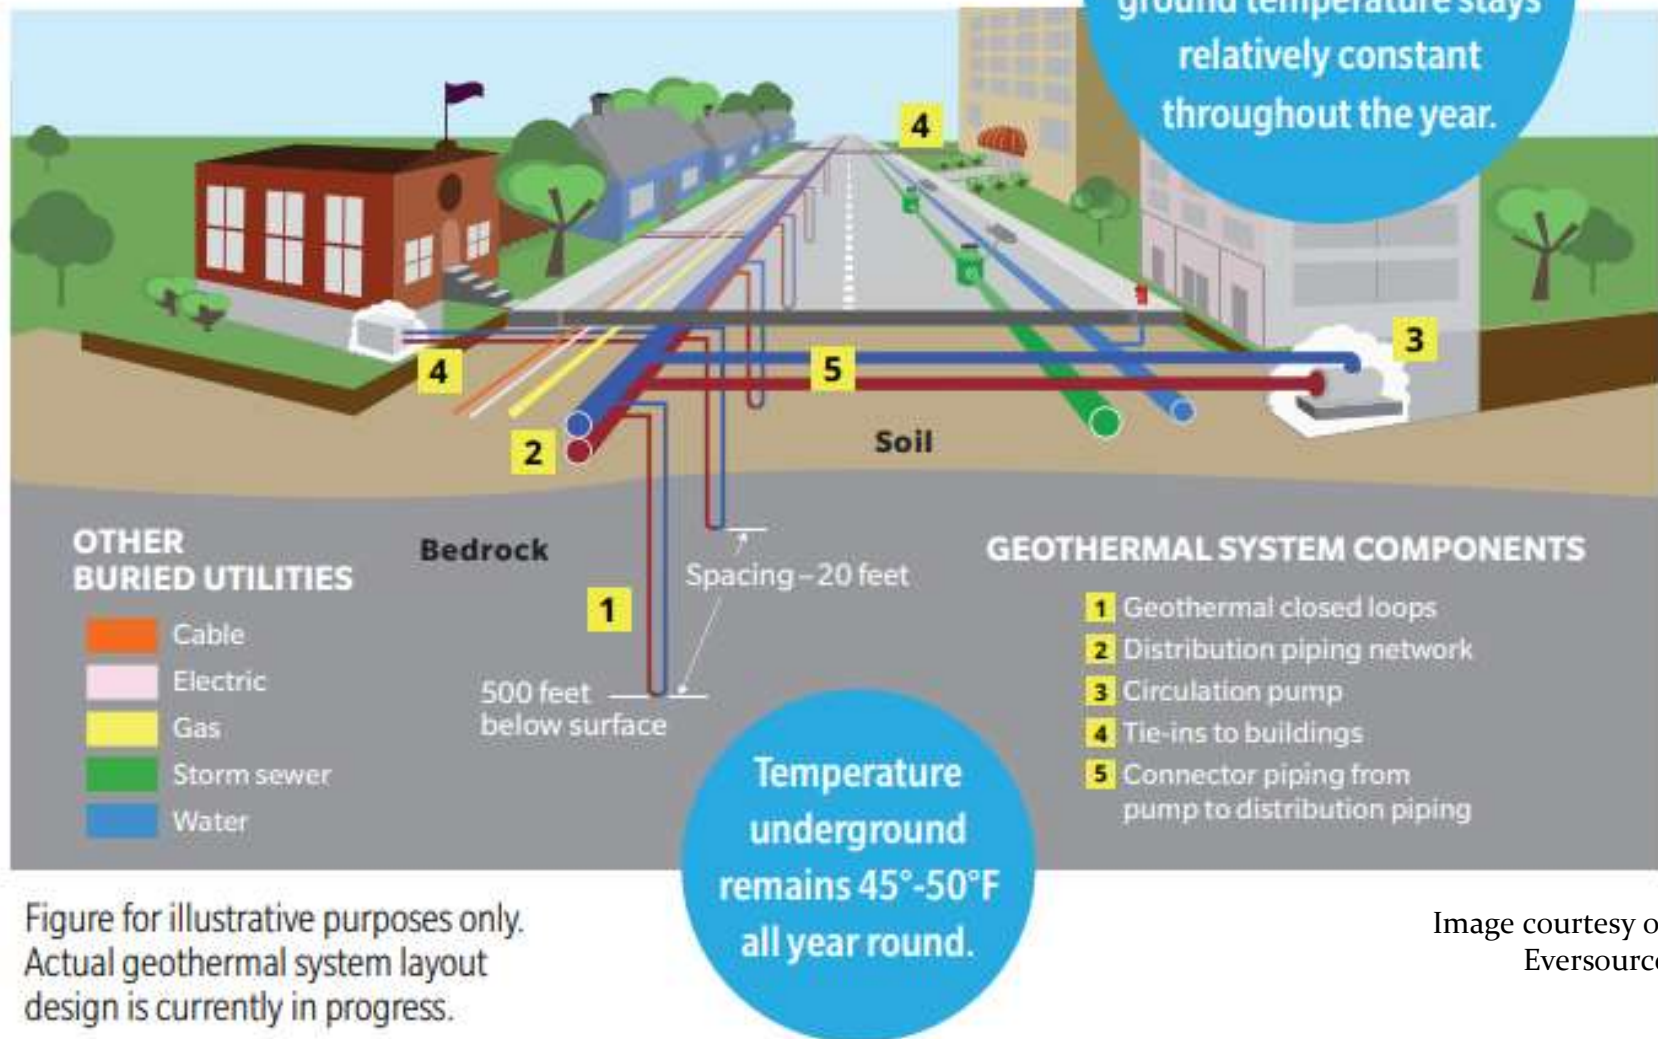 ground temperature stays
relatively constant
throughout the year.
4
3
4
5
2
Soil
OTHER
BURIED UTILITIES
Cable
Electric
Gas
Storm sewer
Water
Bedrock
Spacing–20 feet
1
500 feet
below surface
GEOTHERMAL SYSTEM COMPONENTS
1 Geothermal closed loops
2 Distribution piping network
3 Circulation pump
4 Tie-ins to buildings
5 Connector piping from
pump to distribution piping
Temperature
underground
remains 45°-50°F
all year round.
Figure for illustrative purposes only.
Actual geothermal system layout
design is currently in progress.
Image courtesy o
Eversource